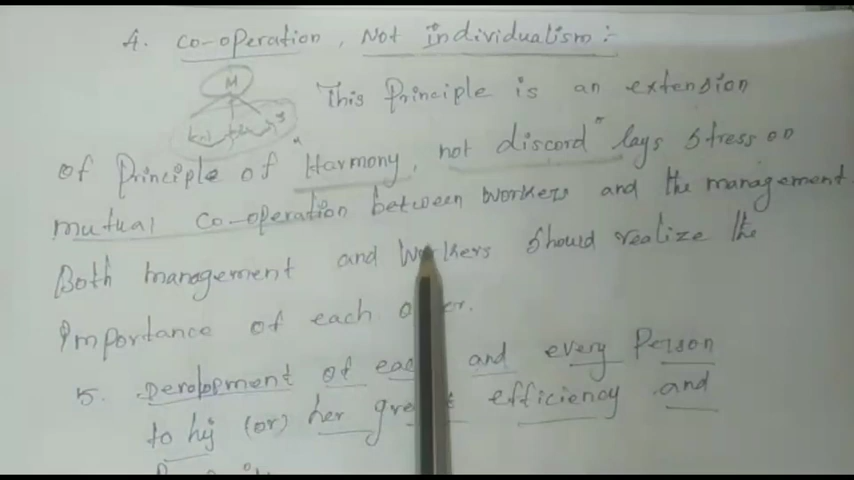 4. Co-operation, Not individualism:-
M
This Principle is an extension
of Principle of "Harmony, not discord" lays stress on
mutual co-operation between workers and the management.
Both management and workers should realize the
Importance of each other.
5. Development of each and every Person
to his (or) her great efficiency and